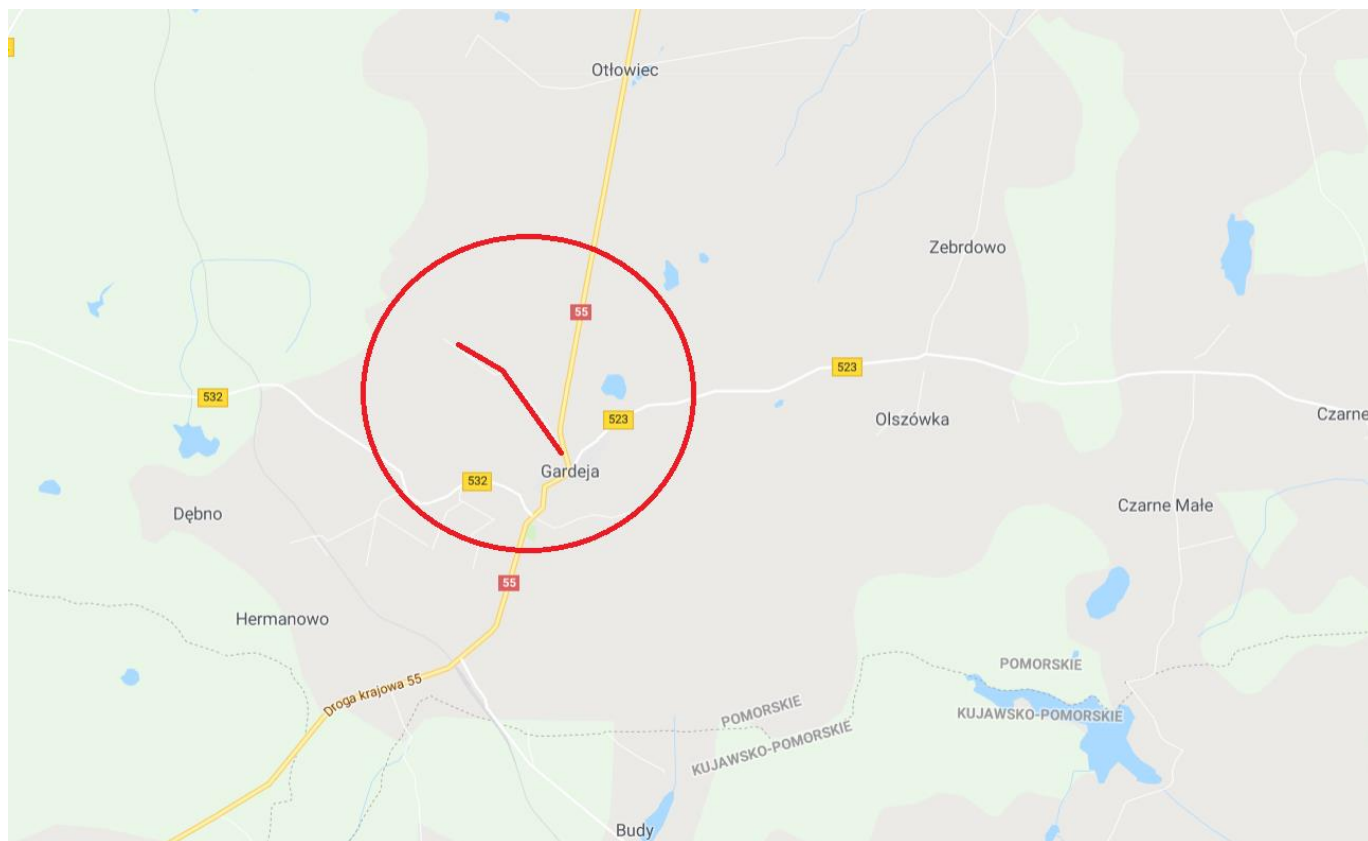 Otłowiec
Zebrdowo
55
523
532
523
Olszówka
Czarne
Gardeja
532
Czarne Małe
Dębno
55
Hermanowo
POMORSKIE
Droga krajowa 55
POMORSKIE
KUJAWSKO-POMORSKIE
KUJAWSKO-POMORSKIE
Budy